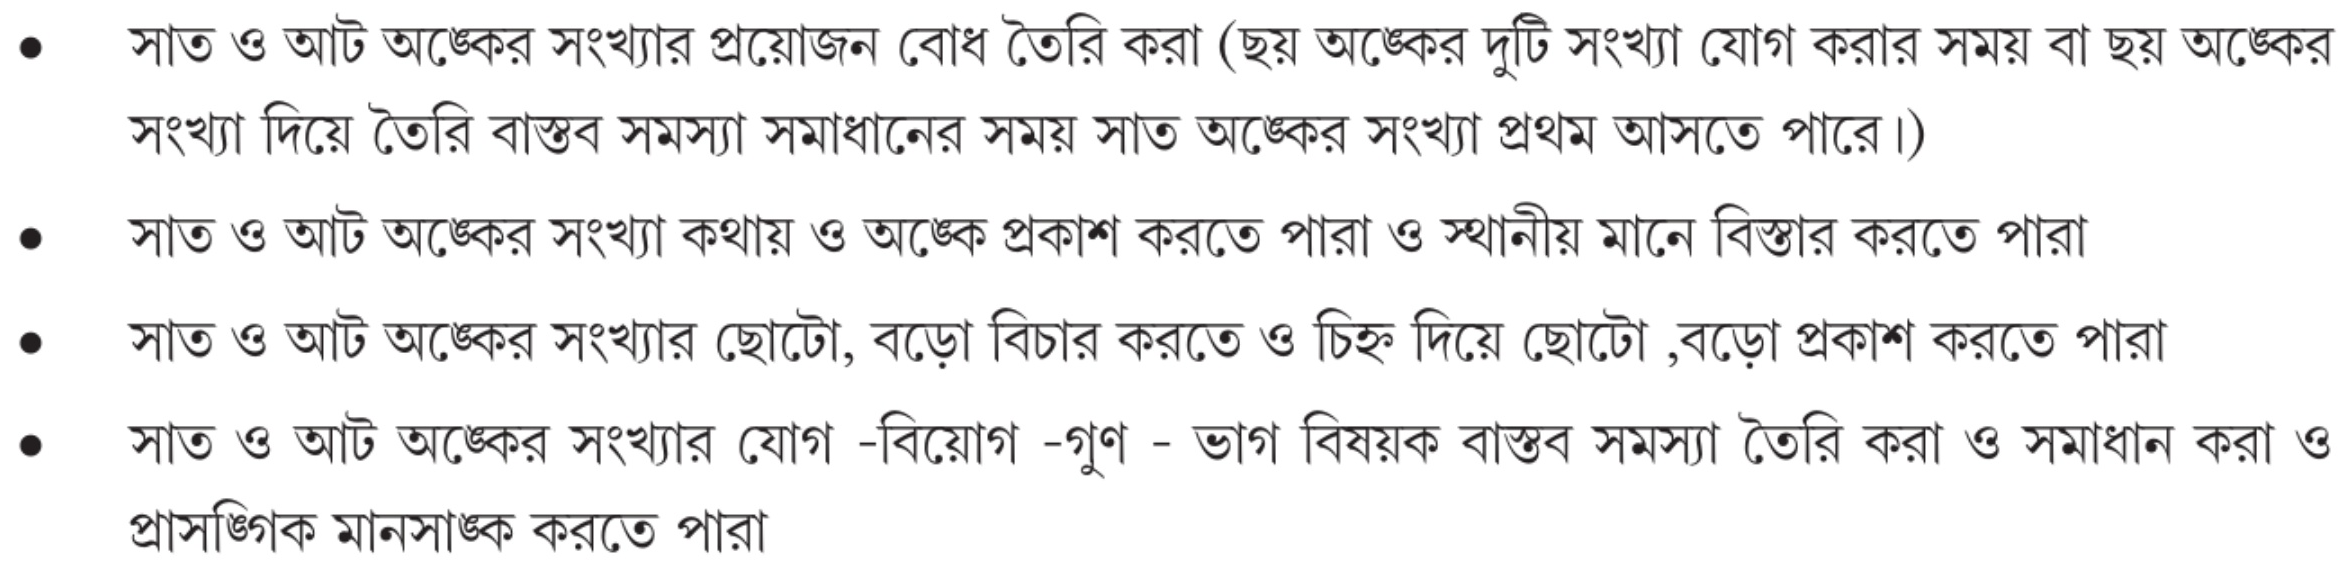 • সাত ও আট অঙ্কের সংখ্যার প্রয়োজন বোধ তৈরি করা (ছয় অঙ্কের দুটি সংখ্যা যোগ করার সময় বা ছয় অঙ্কের
সংখ্যা দিয়ে তৈরি বাস্তব সমস্যা সমাধানের সময় সাত অঙ্কের সংখ্যা প্রথম আসতে পারে।)
• সাত ও আট অঙ্কের সংখ্যা কথায় ও অঙ্কে প্রকাশ করতে পারা ও স্থানীয় মানে বিস্তার করতে পারা
• সাত ও আট অঙ্কের সংখ্যার ছোটো, বড়ো বিচার করতে ও চিহ্ন দিয়ে ছোটো ,বড়ো প্রকাশ করতে পারা
• সাত ও আট অঙ্কের সংখ্যার যোগ -বিয়োগ -গুণ - ভাগ বিষয়ক বাস্তব সমস্যা তৈরি করা ও সমাধান করা ও
প্রাসঙ্গিক মানসাঙ্ক করতে পারা